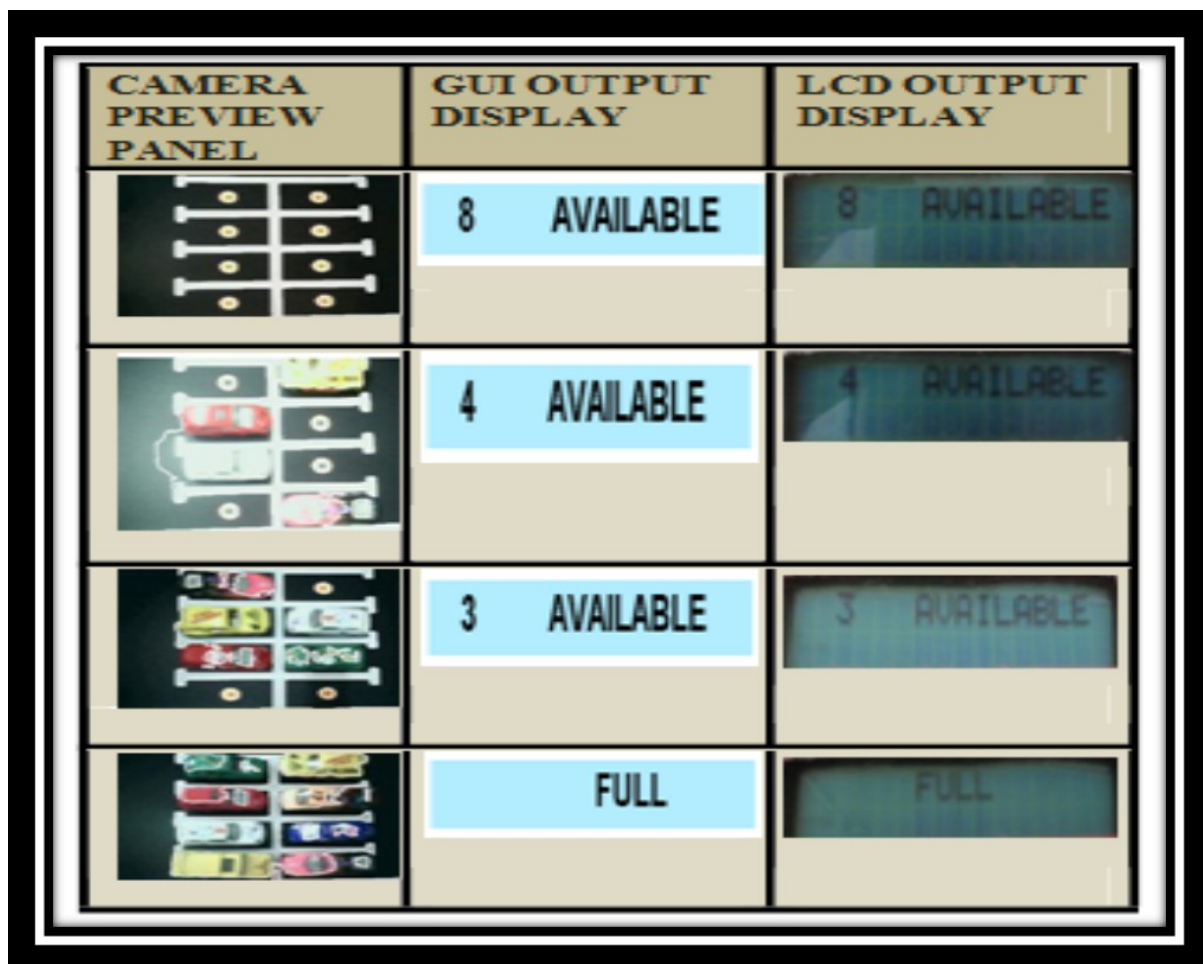 CAMERA
PREVIEW
PANEL
GUI OUTPUT
DISPLAY
LCD OUTPUT
DISPLAY
8 AVAILABLE
8 AVAILABLE
4 AVAILABLE
4 AVAILABLE
3 AVAILABLE
3 AVAILABLE
FULL
FULL